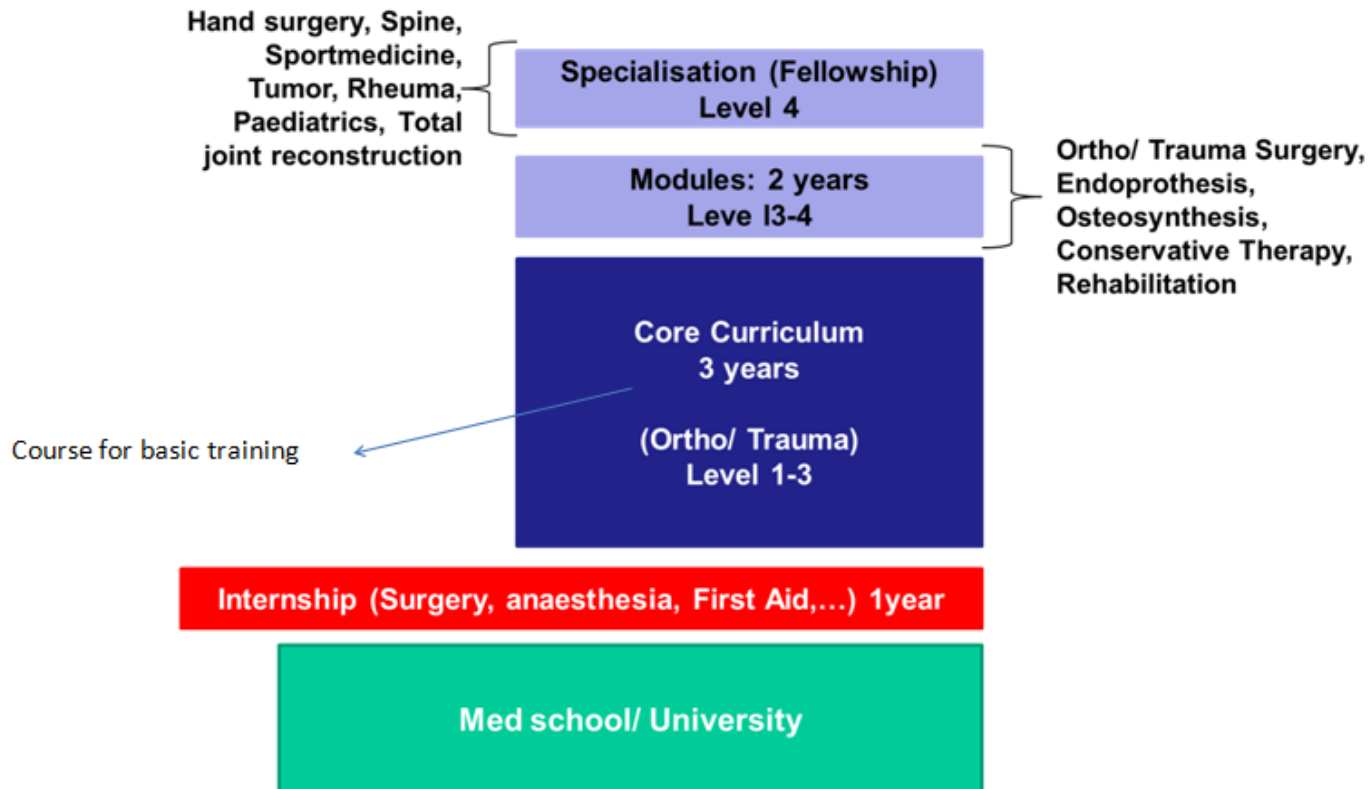 Hand surgery, Spine,
Sportmedicine,
Tumor, Rheuma,
Paediatrics, Total
joint reconstruction
Specialisation (Fellowship)
Level 4
Modules: 2 years
Leve l3-4
Ortho/ Trauma Surgery,
Endoprothesis,
Osteosynthesis,
Conservative Therapy,
Rehabilitation
Core Curriculum
3 years
(Ortho/ Trauma)
Level 1-3
Course for basic training
Internship (Surgery, anaesthesia, First Aid,...) 1year
Med school/ University